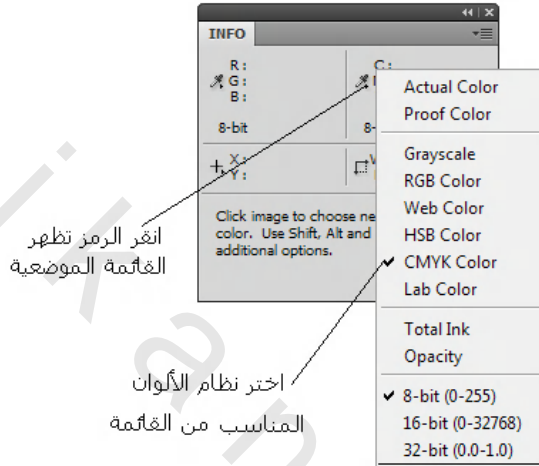 INFO
R :
G :
B :
8-bit
C :
8-
X :
Y :
Click image to choose ne
color. Use Shift, Alt and
additional options.
Actual Color
Proof Color
Grayscale
RGB Color
Web Color
HSB Color
CMYK Color
Lab Color
Total Ink
Opacity
8-bit (0-255)
16-bit (0-32768)
32-bit (0.0-1.0)
انقر الرمز تظهر
القائمة الموضعية
اختر نظام الألوان
المناسب من القائمة